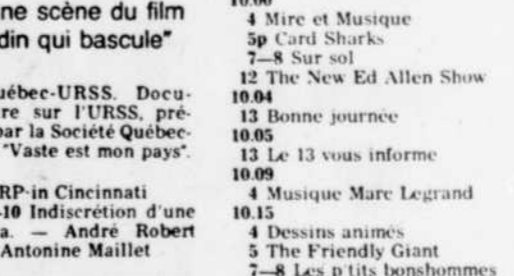 ne scène du film
din qui bascule"
uébec-URSS. Docu-
re sur l'URSS, pré-
par la Société Québec-
"Vaste est mon pays".
RP-in Cincinnati
-10 Indiscrétion d'une
a. — André Robert
Antonine Maillet
10.00
4 Mire et Musique
5p Card Sharks
7—8 Sur sol
12 The New Ed Allen Show
10.04
13 Bonne journée
10.05
13 Le 13 vous informe
10.09
4 Musique Marc Legrand
10.15
4 Dessins animés
5 The Friendly Giant
7—8 Les p'tits bonshommes